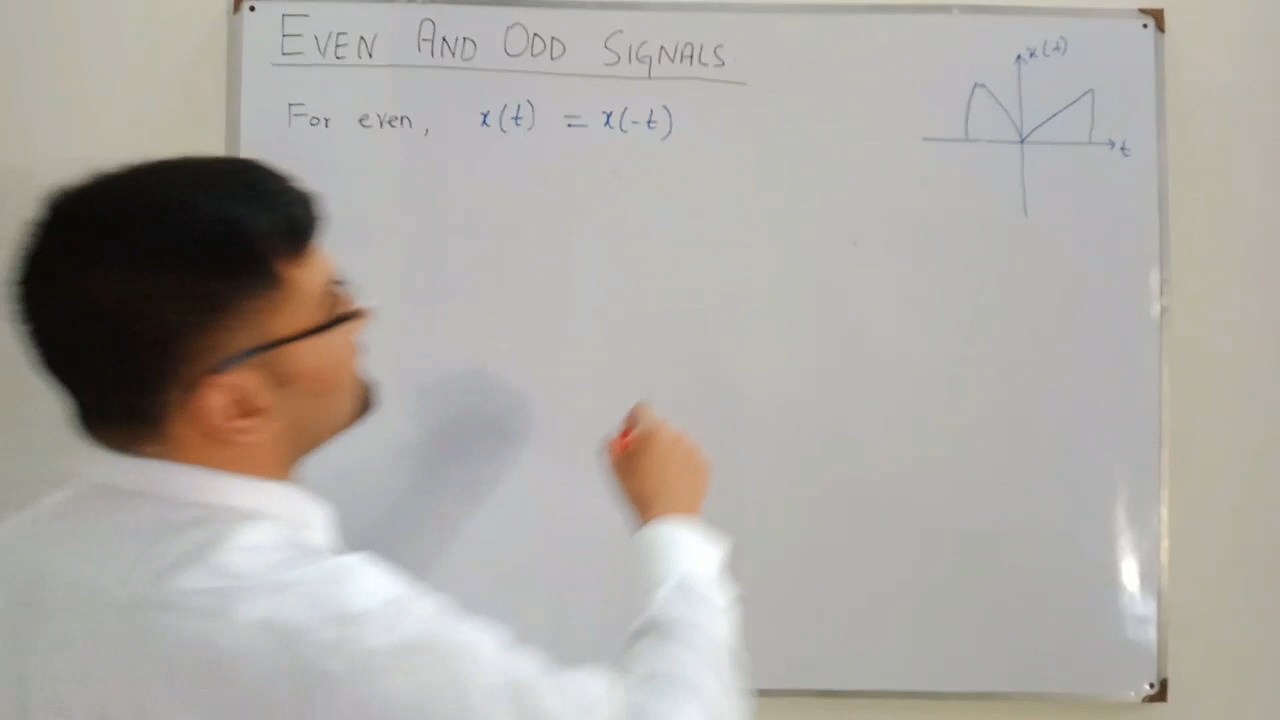 EVEN AND ODD SIGNALS
For even, x(t) = x(-t)
x(t)
t